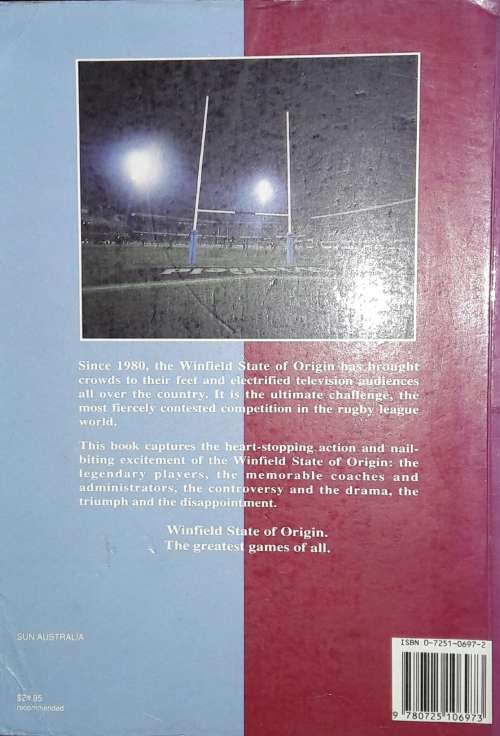 Since 1980, the Winfield State of Origin has brought
crowds to their feet and electrified television audiences
all over the country. It is the ultimate challenge, the
most fiercely contested competition in the rugby league
world.
This book captures the heart-stopping action and nail-
biting excitement of the Winfield State of Origin: the
legendary players, the memorable coaches and
administrators, the controversy and the drama, the
triumph and the disappointment.
Winfield State of Origin.
The greatest games of all.
SUN AUSTRALIA
recommended
ISBN 0-7251-0697-2
9 780725 106973